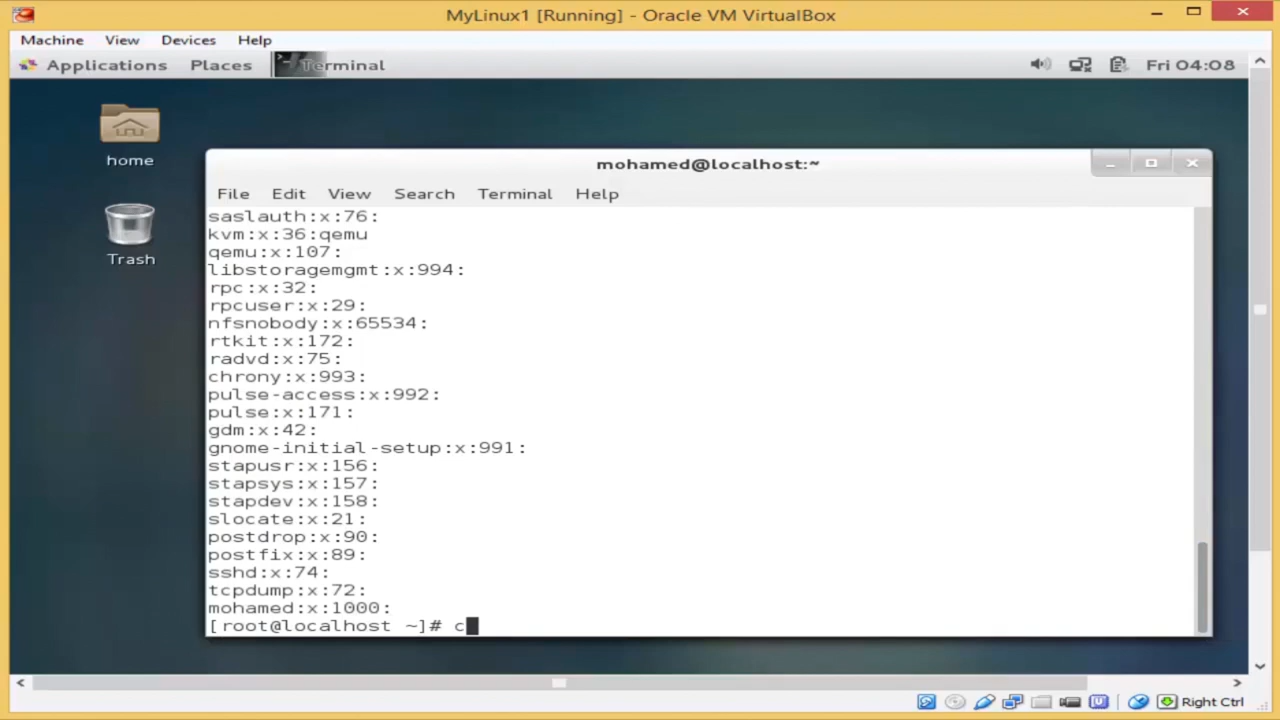 MyLinux1 [Running] - Oracle VM VirtualBox
Machine View Devices Help
Applications Places Terminal Fri 04:08
home
Trash
mohamed@localhost:~
File Edit View Search Terminal Help
saslauth:x:76:
kvm:x:36:qemu
qemu:x:107:
libstoragemgmt:x:994:
rpc:x:32:
rpcuser:x:29:
nfsnobody:x:65534:
rtkit:x:172:
radvd:x:75:
chrony:x:993:
pulse-access:x:992:
pulse:x:171:
gdm:x:42:
gnome-initial-setup:x:991:
stapusr:x:156:
stapsys:x:157:
stapdev:x:158:
slocate:x:21:
postdrop:x:90:
postfix:x:89:
sshd:x:74:
tcpdump:x:72:
mohamed:x:1000:
[root@localhost ~]# c
Right Ctrl